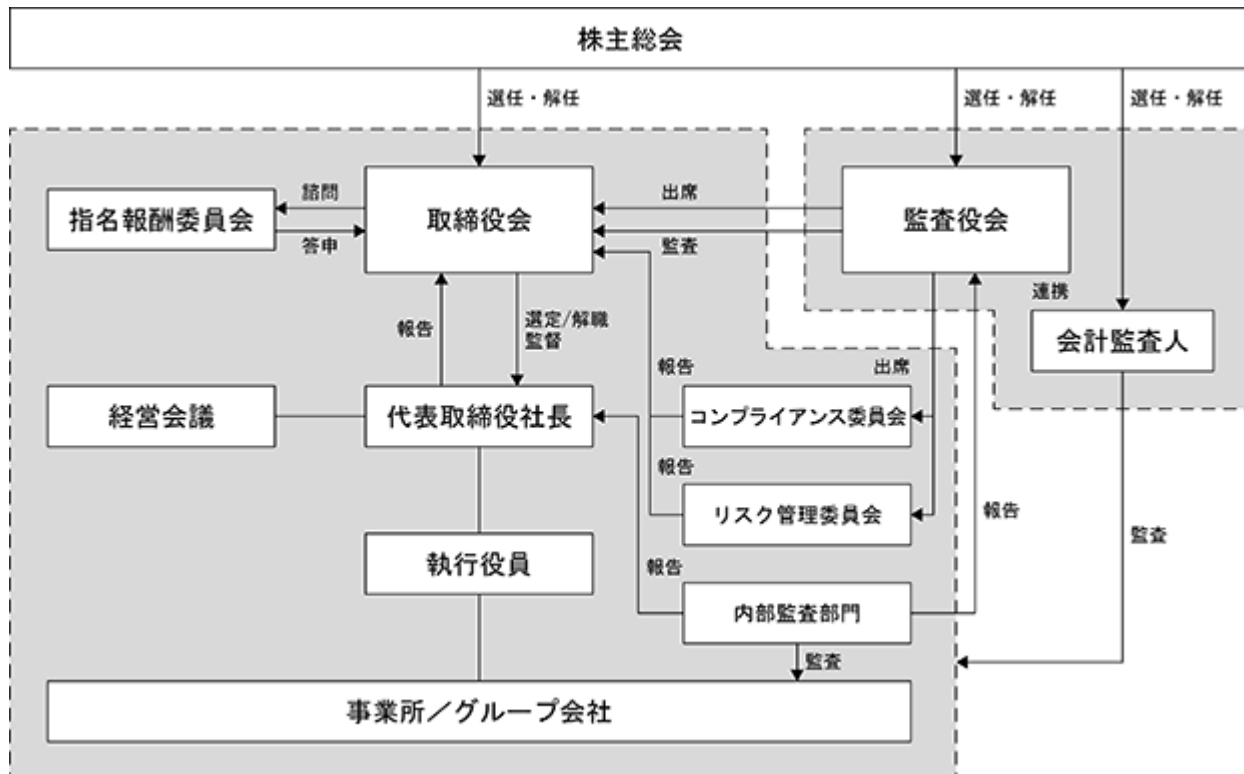 株主総会
選任・解任
選任・解任
選任・解任
指名報酬委員会
諮問
答申
取締役会
出席
監査
監査役会
連携
会計監査人
報告
選定/解職
監督
経営会議
代表取締役社長
報告
出席
コンプライアンス委員会
報告
リスク管理委員会
報告
監査
執行役員
報告
内部監査部門
監査
事業所／グループ会社